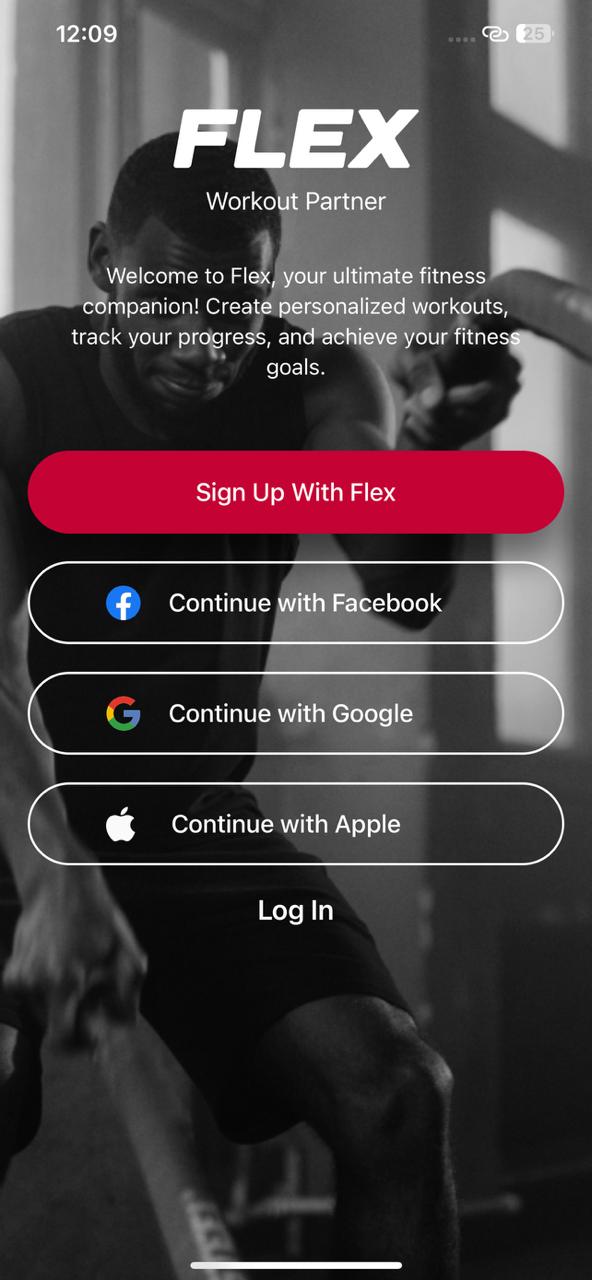 12:09
25
FLEX
Workout Partner
Welcome to Flex, your ultimate fitness
companion! Create personalized workouts,
track your progress, and achieve your fitness
goals.
Sign Up With Flex
Continue with Facebook
Continue with Google
Continue with Apple
Log In